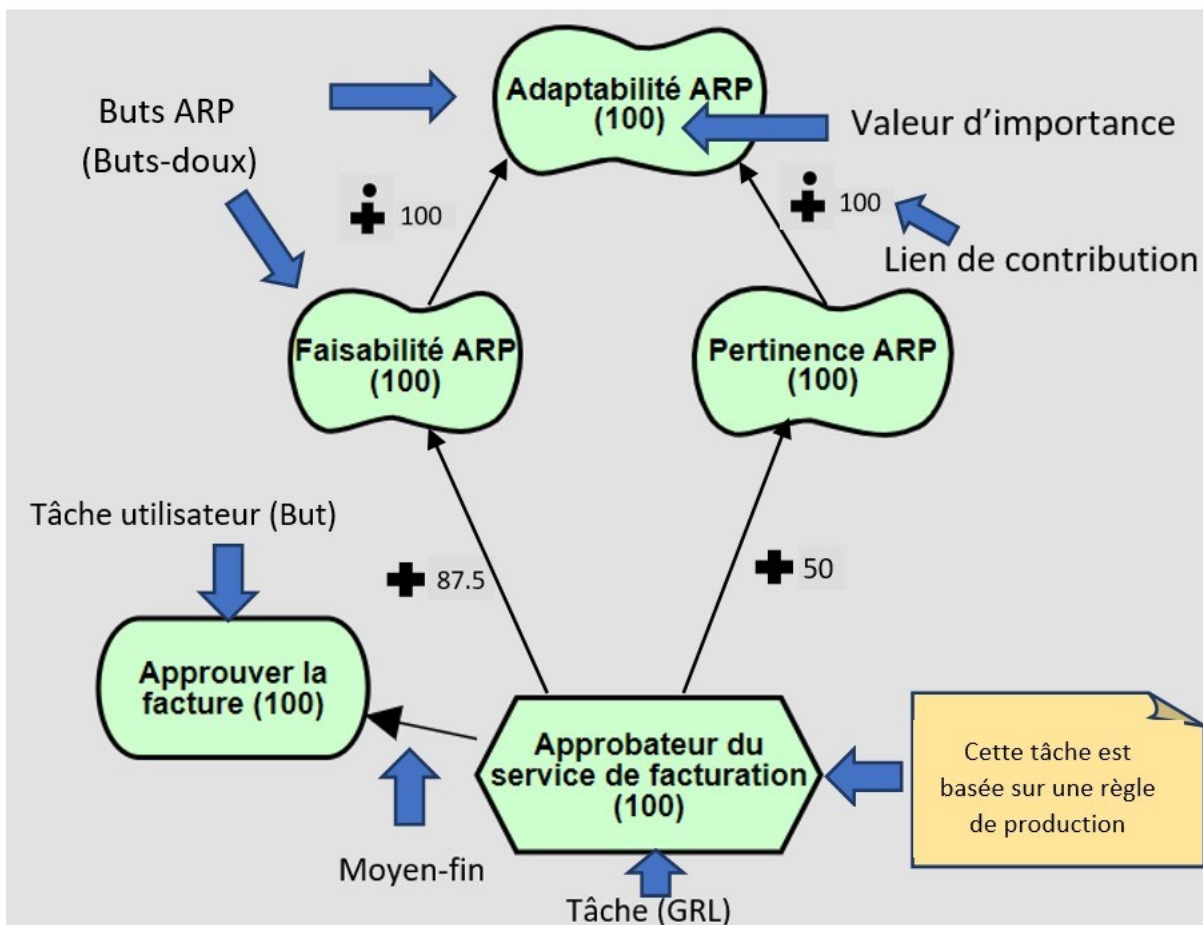 Adaptabilité ARP
(100)
Buts ARP
(Buts-doux)
Valeur d’importance
100
100
Lien de contribution
Faisabilité ARP
(100)
Pertinence ARP
(100)
Tâche utilisateur (But)
87.5
50
Approuver la
facture (100)
Approbateur du
service de facturation
(100)
Cette tâche est
basée sur une règle
de production
Moyen-fin
Tâche (GRL)